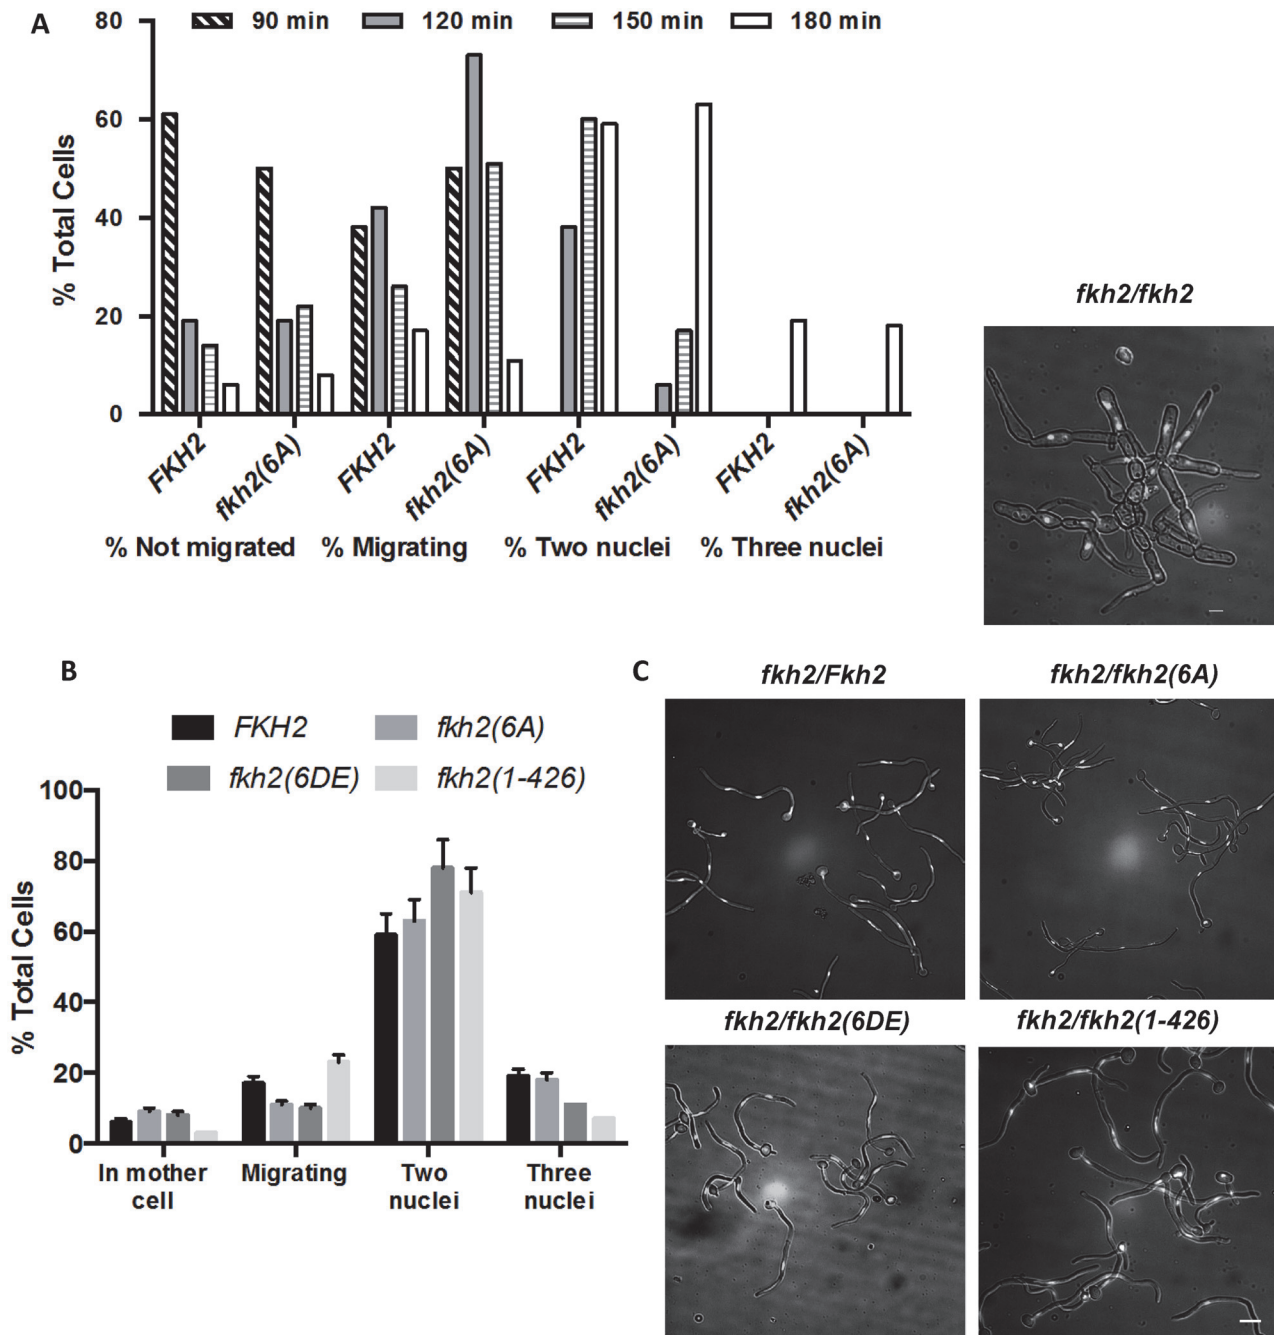 A
80
90 min 120 min 150 min 180 min
60
40
20
0
% Total Cells
FKH2 fkh2(6A) FKH2 fkh2(6A) FKH2 fkh2(6A) FKH2 fkh2(6A)
% Not migrated % Migrating % Two nuclei % Three nuclei
fkh2/fkh2
B
FKH2 fkh2(6A)
fkh2(6DE) fkh2(1-426)
100
80
60
40
20
0
% Total Cells
In mother cell
Migrating
Two nuclei
Three nuclei
C
fkh2/Fkh2 fkh2/fkh2(6A)
fkh2/fkh2(6DE) fkh2/fkh2(1-426)